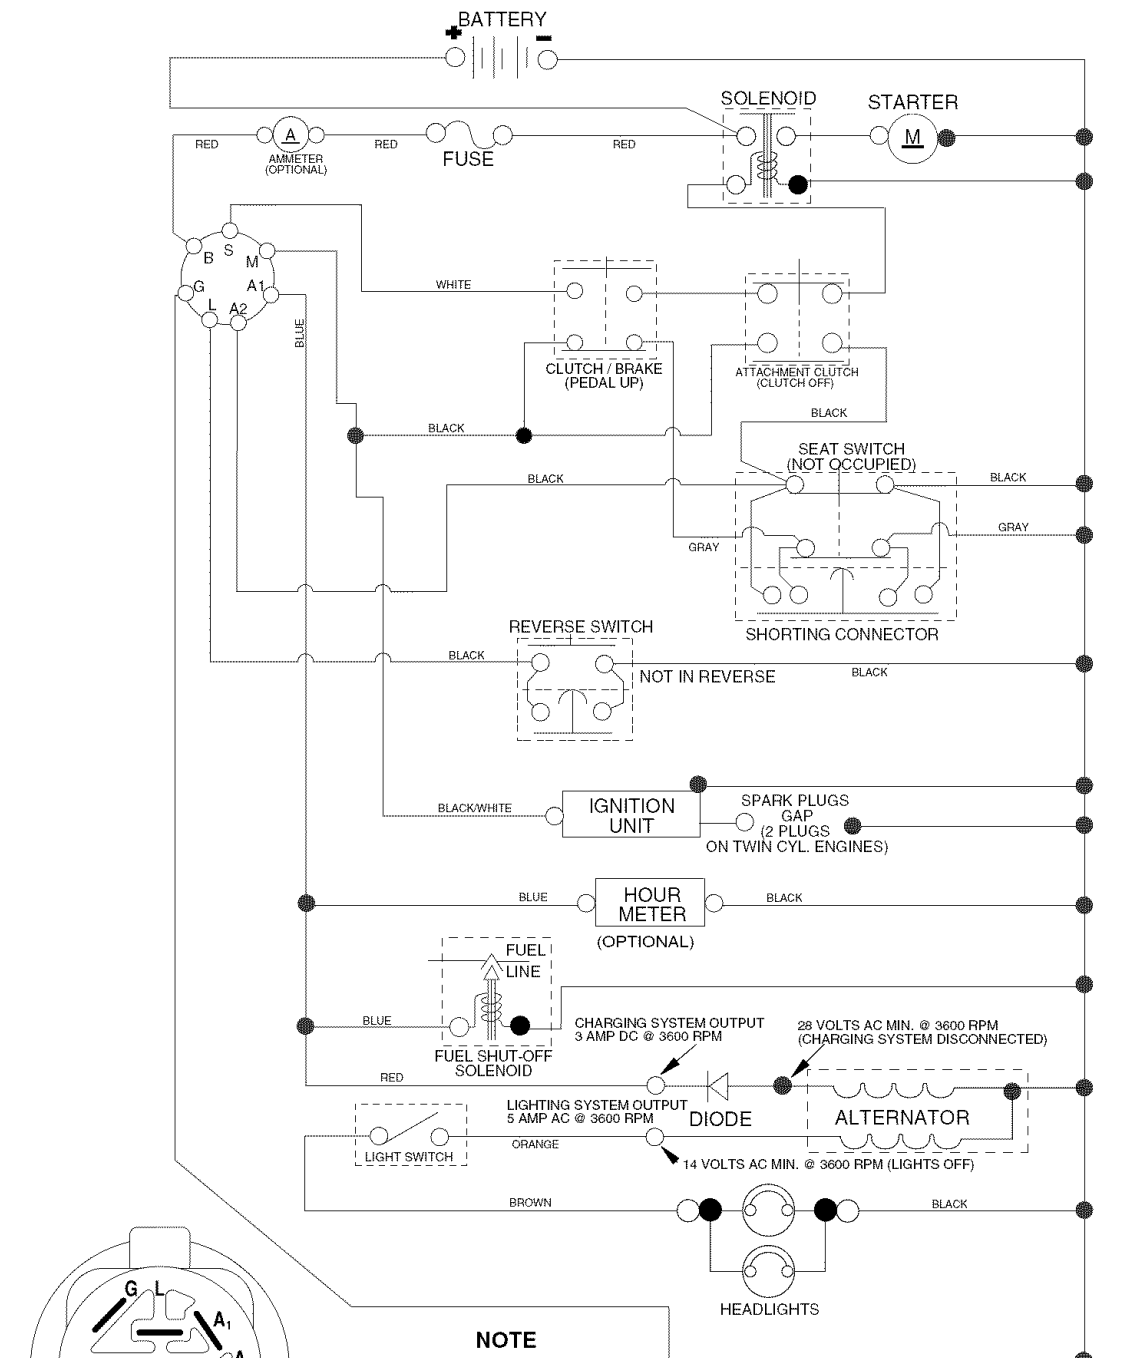 BATTERY
+
-
SOLENOID
STARTER
A
M
RED
RED
RED
AMMETER
(OPTIONAL)
FUSE
B
S
M
G
A1
L
A2
BLUE
WHITE
CLUTCH / BRAKE
(PEDAL UP)
ATTACHMENT CLUTCH
(CLUTCH OFF)
BLACK
BLACK
SEAT SWITCH
(NOT OCCUPIED)
BLACK
BLACK
GRAY
GRAY
SHORTING CONNECTOR
REVERSE SWITCH
BLACK
NOT IN REVERSE
BLACK
BLACK/WHITE
IGNITION
UNIT
SPARK PLUGS
GAP
(2 PLUGS
ON TWIN CYL. ENGINES)
BLUE
HOUR
METER
BLACK
(OPTIONAL)
FUEL
LINE
BLUE
FUEL SHUT-OFF
SOLENOID
CHARGING SYSTEM OUTPUT
3 AMP DC @ 3600 RPM
28 VOLTS AC MIN. @ 3600 RPM
(CHARGING SYSTEM DISCONNECTED)
RED
DIODE
ALTERNATOR
LIGHTING SYSTEM OUTPUT
5 AMP AC @ 3600 RPM
LIGHT SWITCH
ORANGE
14 VOLTS AC MIN. @ 3600 RPM (LIGHTS OFF)
BROWN
BLACK
HEADLIGHTS
G
L
A1
A
NOTE